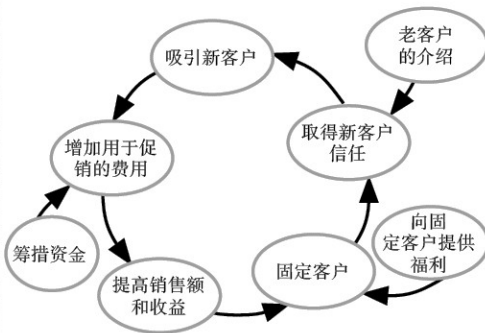 老客户
的介绍
吸引新客户
取得新客户
信任
增加用于促
销的费用
向固
定客户提供
福利
筹措资金
固定客户
提高销售额
和收益